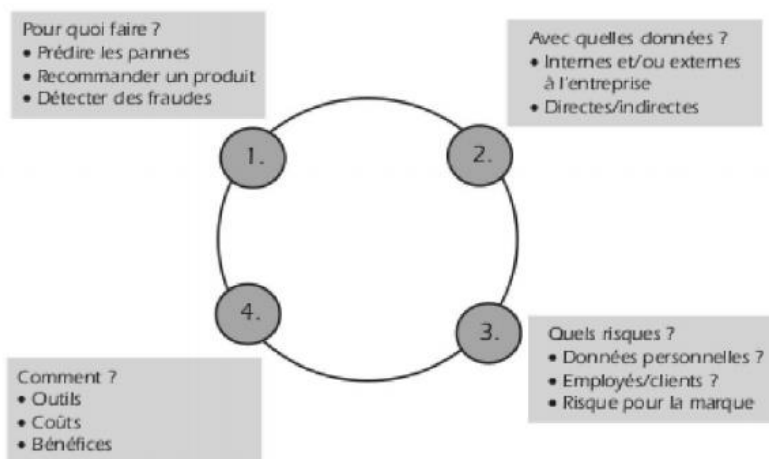 Pour quoi faire ?
• Prédire les pannes
• Recommander un produit
• Détecter des fraudes
1.
Avec quelles données ?
• Internes et/ou externes
à l'entreprise
• Directes/indirectes
2.
Quels risques ?
• Données personnelles ?
• Employés/clients ?
• Risque pour la marque
3.
Comment ?
• Outils
• Coûts
• Bénéfices
4.